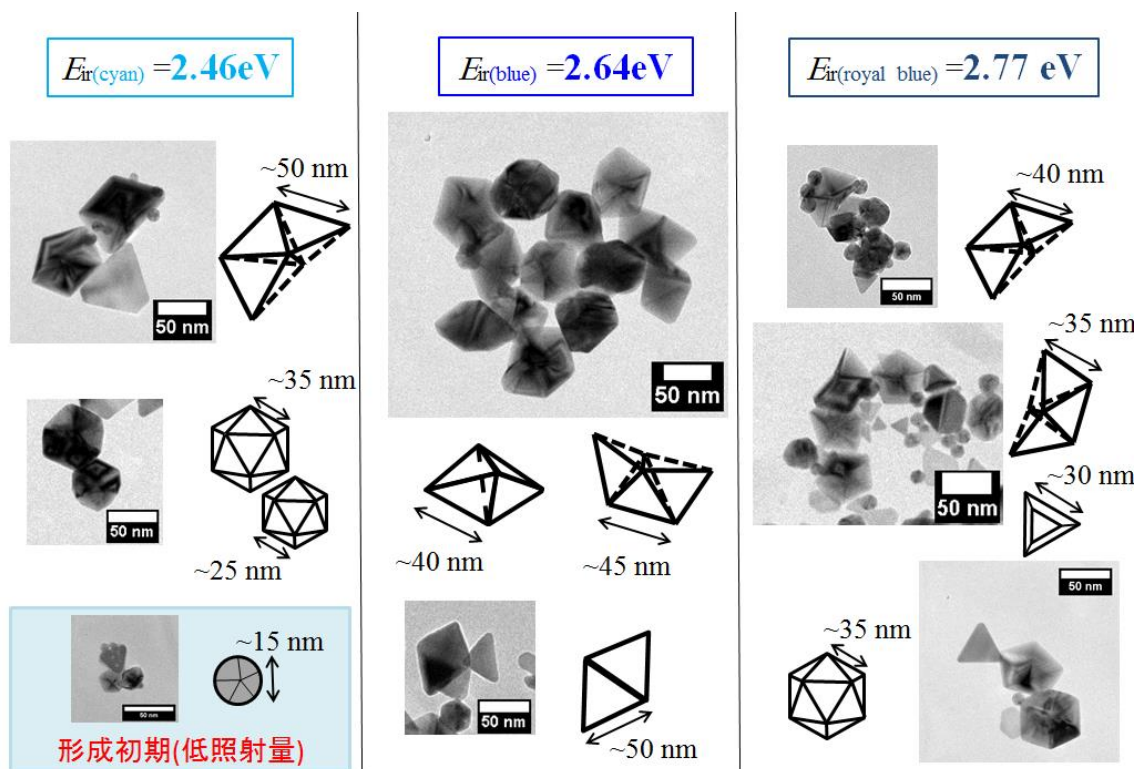 Eir(cyan) =2.46eV
~50 nm
50 nm
~35 nm
50 nm
~25 nm
~15 nm
50 nm
形成初期(低照射量)
Eir(blue) =2.64eV
50 nm
~40 nm
~45 nm
50 nm
~50 nm
Eir(royal blue) =2.77 eV
~40 nm
50 nm
~35 nm
50 nm
~30 nm
50 nm
~35 nm